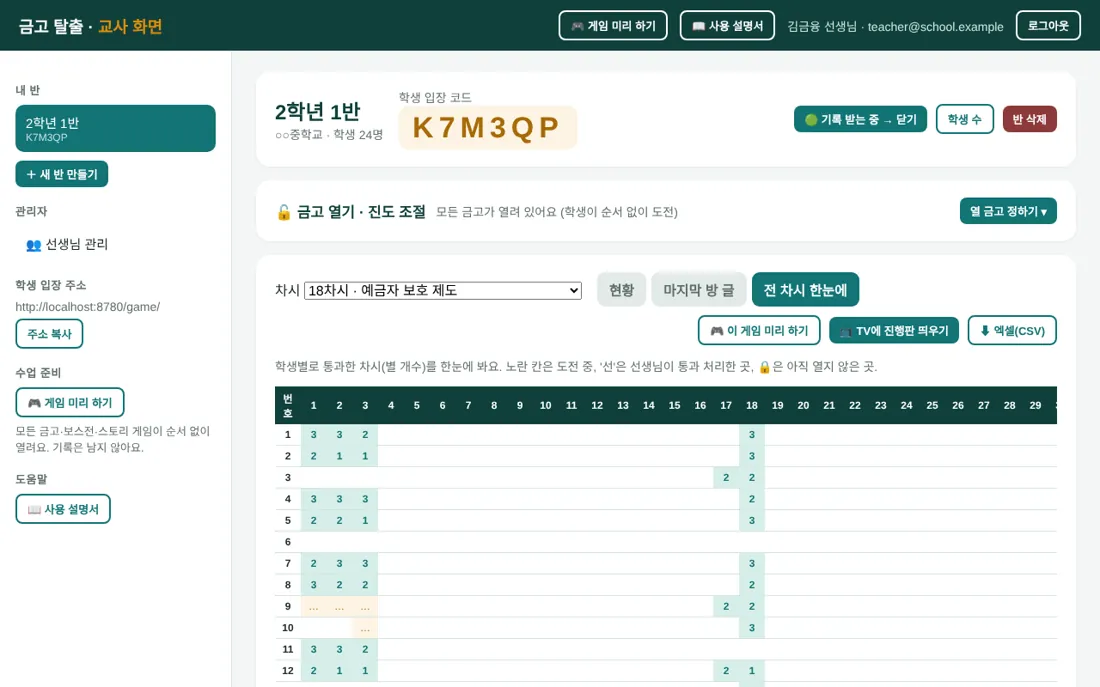 금고 탈출 · 교사 화면
🎮 게임 미리 하기
📖 사용 설명서
김금융 선생님 · teacher@school.example
로그아웃
내 반
2학년 1반
K7M3QP
＋ 새 반 만들기
관리자
👥 선생님 관리
학생 입장 주소
http://localhost:8780/game/
주소 복사
수업 준비
🎮 게임 미리 하기
모든 금고·보스전·스토리 게임이 순서 없이
열려요. 기록은 남지 않아요.
도움말
📖 사용 설명서
2학년 1반
○○중학교 · 학생 24명
학생 입장 코드
K7M3QP
🟢 기록 받는 중 → 닫기
학생 수
반 삭제
🔓 금고 열기 · 진도 조절
모든 금고가 열려 있어요 (학생이 순서 없이 도전)
열 금고 정하기 ▾
차시
18차시 · 예금자 보호 제도
현황
마지막 방 글
전 차시 한눈에
🎮 이 게임 미리 하기
📺 TV에 진행판 띄우기
⬇ 엑셀(CSV)
학생별로 통과한 차시(별 개수)를 한눈에 봐요. 노란 칸은 도전 중, '선'은 선생님이 통과 처리한 곳, 🔒은 아직 열지 않은 곳.
번호 1 2 3 4 5 6 7 8 9 10 11 12 13 14 15 16 17 18 19 20 21 22 23 24 25 26 27 28 29
1 3 3 2 3
2 2 1 1 3
3 2 2
4 3 3 3 2
5 2 2 1 3
6
7 2 3 3 3
8 3 2 2 2
9 … … … 2 2
10 … 3
11 3 3 2
12 2 1 1 2 1